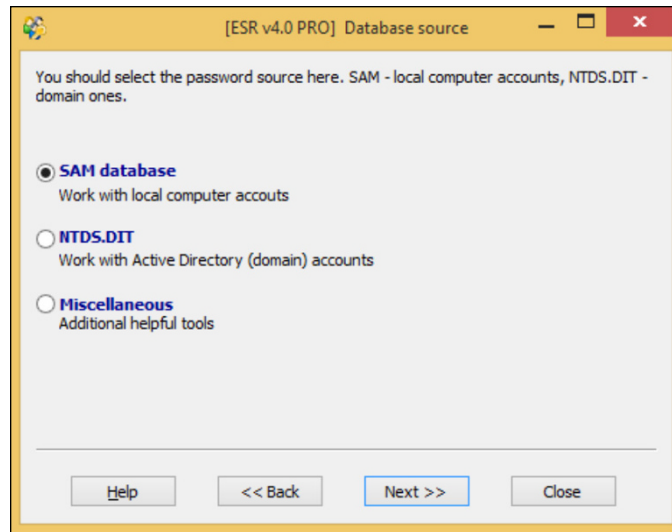 [ESR v4.0 PRO] Database source
You should select the password source here. SAM - local computer accounts, NTDS.DIT -
domain ones.
SAM database
Work with local computer accouts
NTDS.DIT
Work with Active Directory (domain) accounts
Miscellaneous
Additional helpful tools
Help << Back Next >> Close